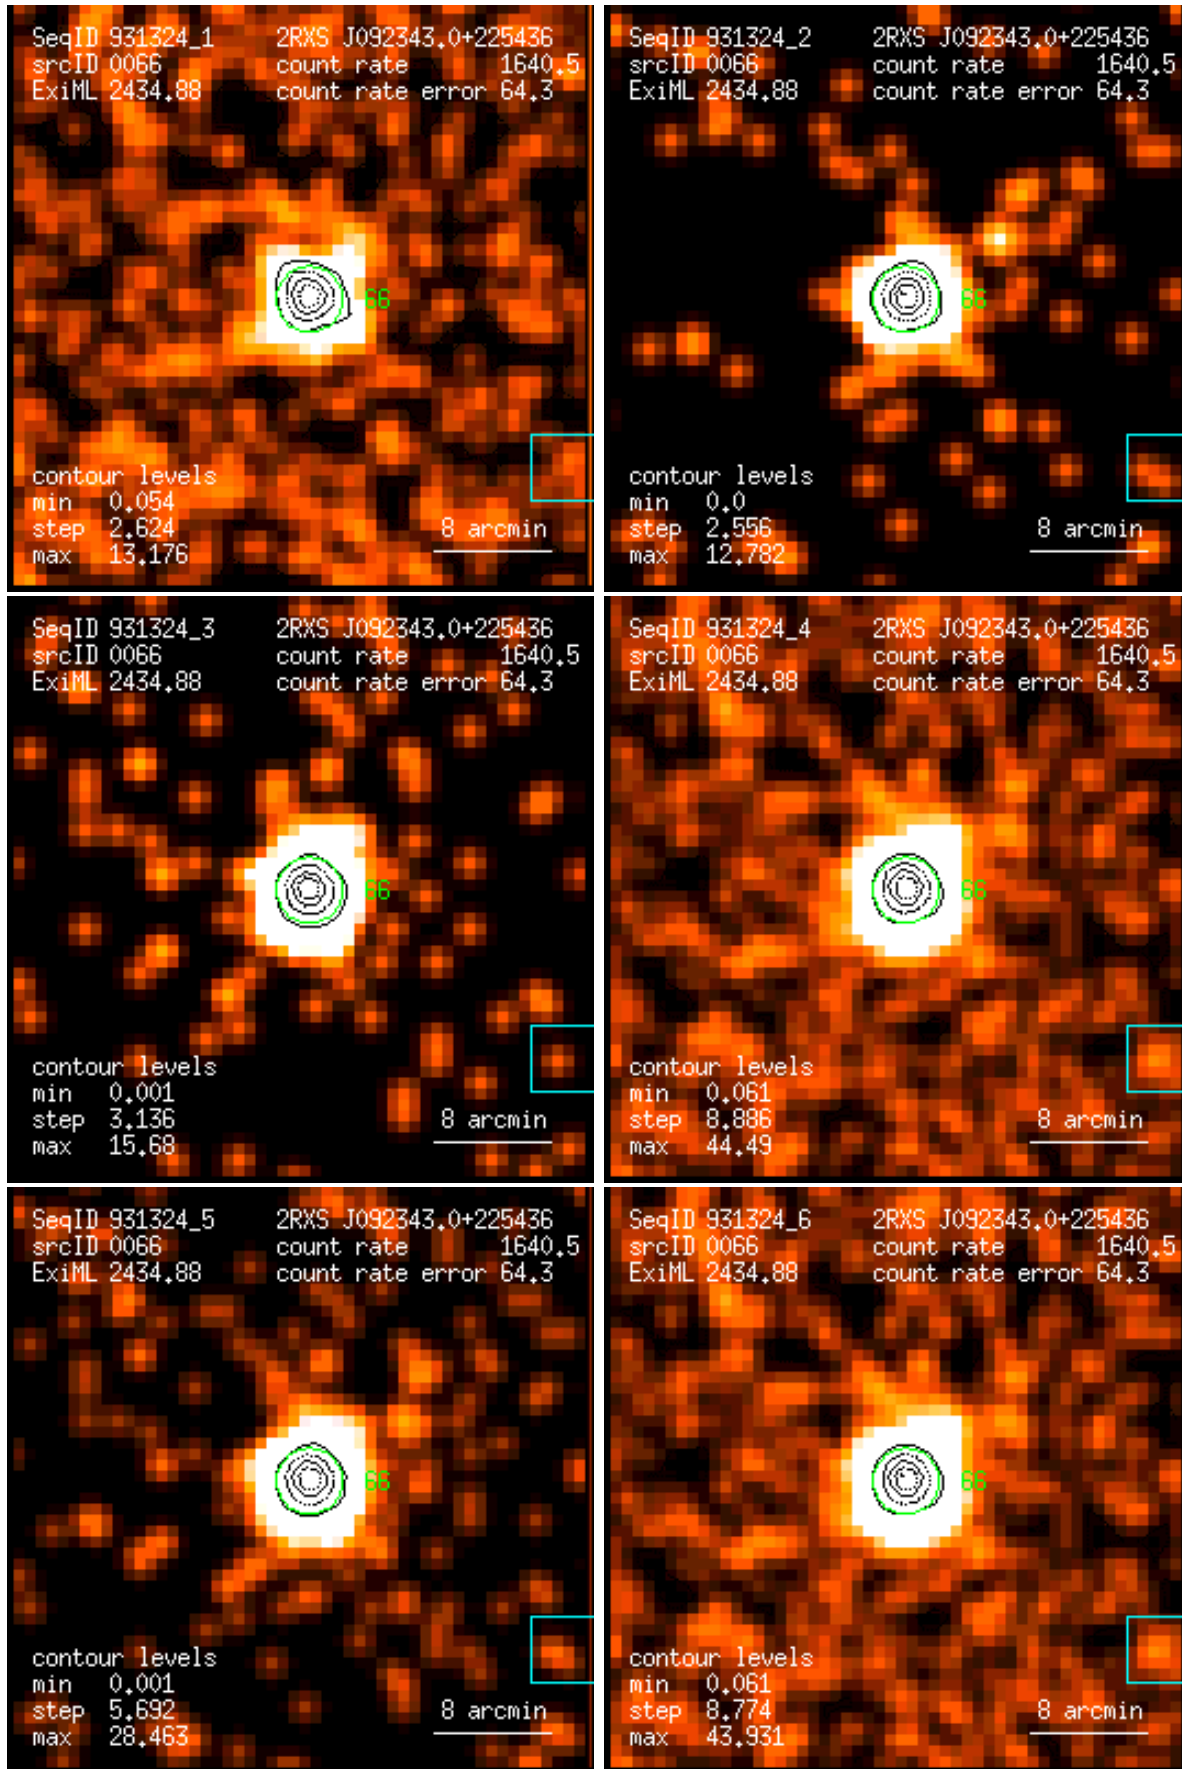 SeqID 931324_1 2RXS J092343.0+225436
srcID 0066 count rate 1640.5
ExiML 2434.88 count rate error 64.3
66
contour levels
min 0.054
step 2.624 8 arcmin
max 13.176
SeqID 931324_2 2RXS J092343.0+225436
srcID 0066 count rate 1640.5
ExiML 2434.88 count rate error 64.3
66
contour levels
min 0.0
step 2.556 8 arcmin
max 12.782
SeqID 931324_3 2RXS J092343.0+225436
srcID 0066 count rate 1640.5
ExiML 2434.88 count rate error 64.3
66
contour levels
min 0.001
step 3.136 8 arcmin
max 15.68
SeqID 931324_4 2RXS J092343.0+225436
srcID 0066 count rate 1640.5
ExiML 2434.88 count rate error 64.3
66
contour levels
min 0.061
step 8.886 8 arcmin
max 44.49
SeqID 931324_5 2RXS J092343.0+225436
srcID 0066 count rate 1640.5
ExiML 2434.88 count rate error 64.3
66
contour levels
min 0.001
step 5.692 8 arcmin
max 28.463
SeqID 931324_6 2RXS J092343.0+225436
srcID 0066 count rate 1640.5
ExiML 2434.88 count rate error 64.3
66
contour levels
min 0.061
step 8.774 8 arcmin
max 43.931